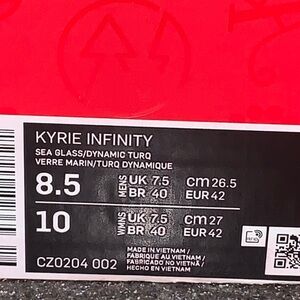 KYRIE INFINITY
SEA GLASS/DYNAMIC TURQ
VERRE MARIN/TURQ DYNAMIQUE
8.5 MENS UK 7.5 cm 26.5
BR 40 EUR 42
10 WMNS UK 7.5 cm 27
BR 40 EUR 42
MADE IN VIETNAM /
FABRIQUE AU VIETNAM /
FABRICADO NO VIETNÃ /
HECHO EN VIETNAM
CZ0204 002